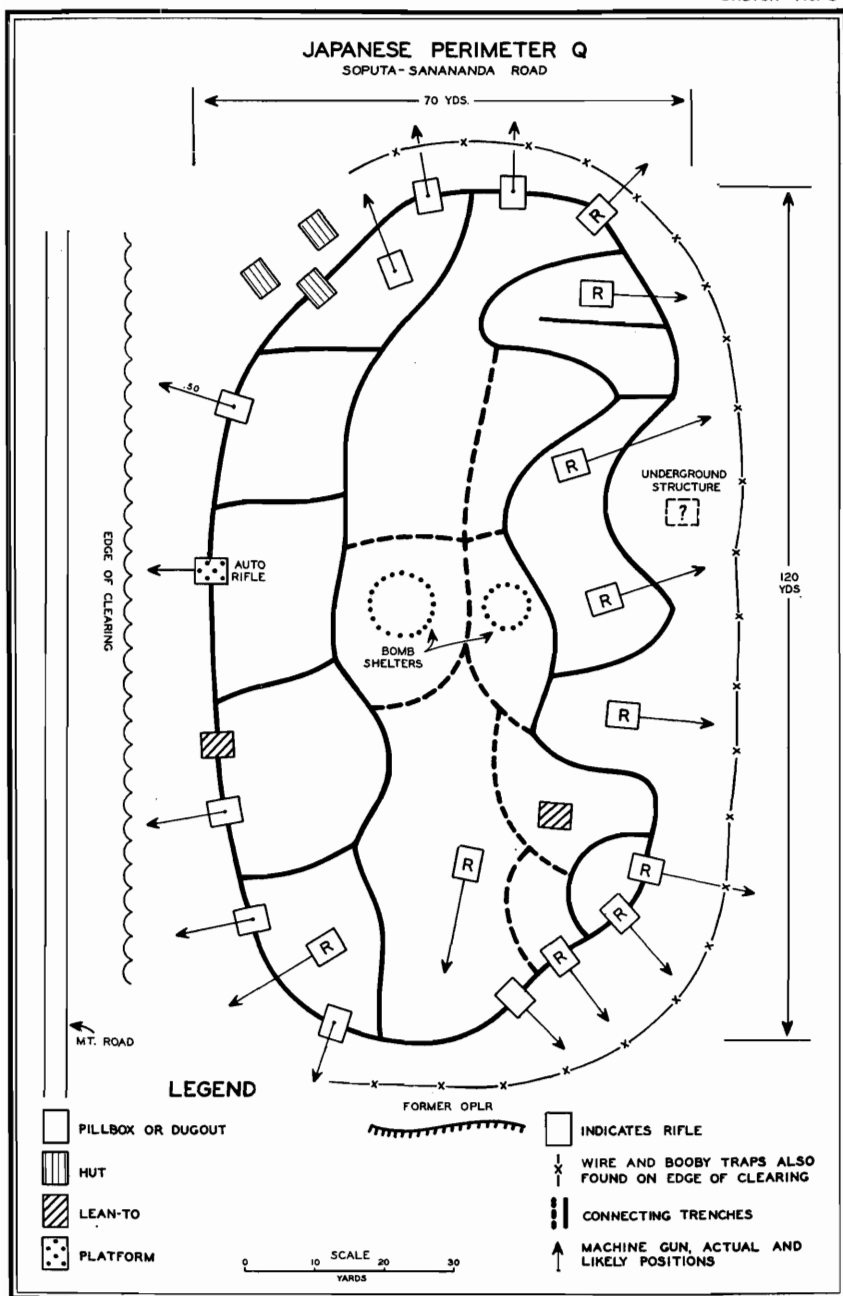 JAPANESE PERIMETER Q
SOPUTA-SANANANDA ROAD
70 YDS.
R
R
.50
R
UNDERGROUND
STRUCTURE
?
EDGE OF CLEARING
AUTO
RIFLE
R
120
YDS
BOMB
SHELTERS
R
R
R
R
R
R
MT. ROAD
LEGEND
FORMER OPLR
PILLBOX OR DUGOUT
INDICATES RIFLE
HUT
WIRE AND BOOBY TRAPS ALSO
FOUND ON EDGE OF CLEARING
LEAN-TO
CONNECTING TRENCHES
PLATFORM
SCALE
0 10 20 30
YARDS
MACHINE GUN, ACTUAL AND
LIKELY POSITIONS